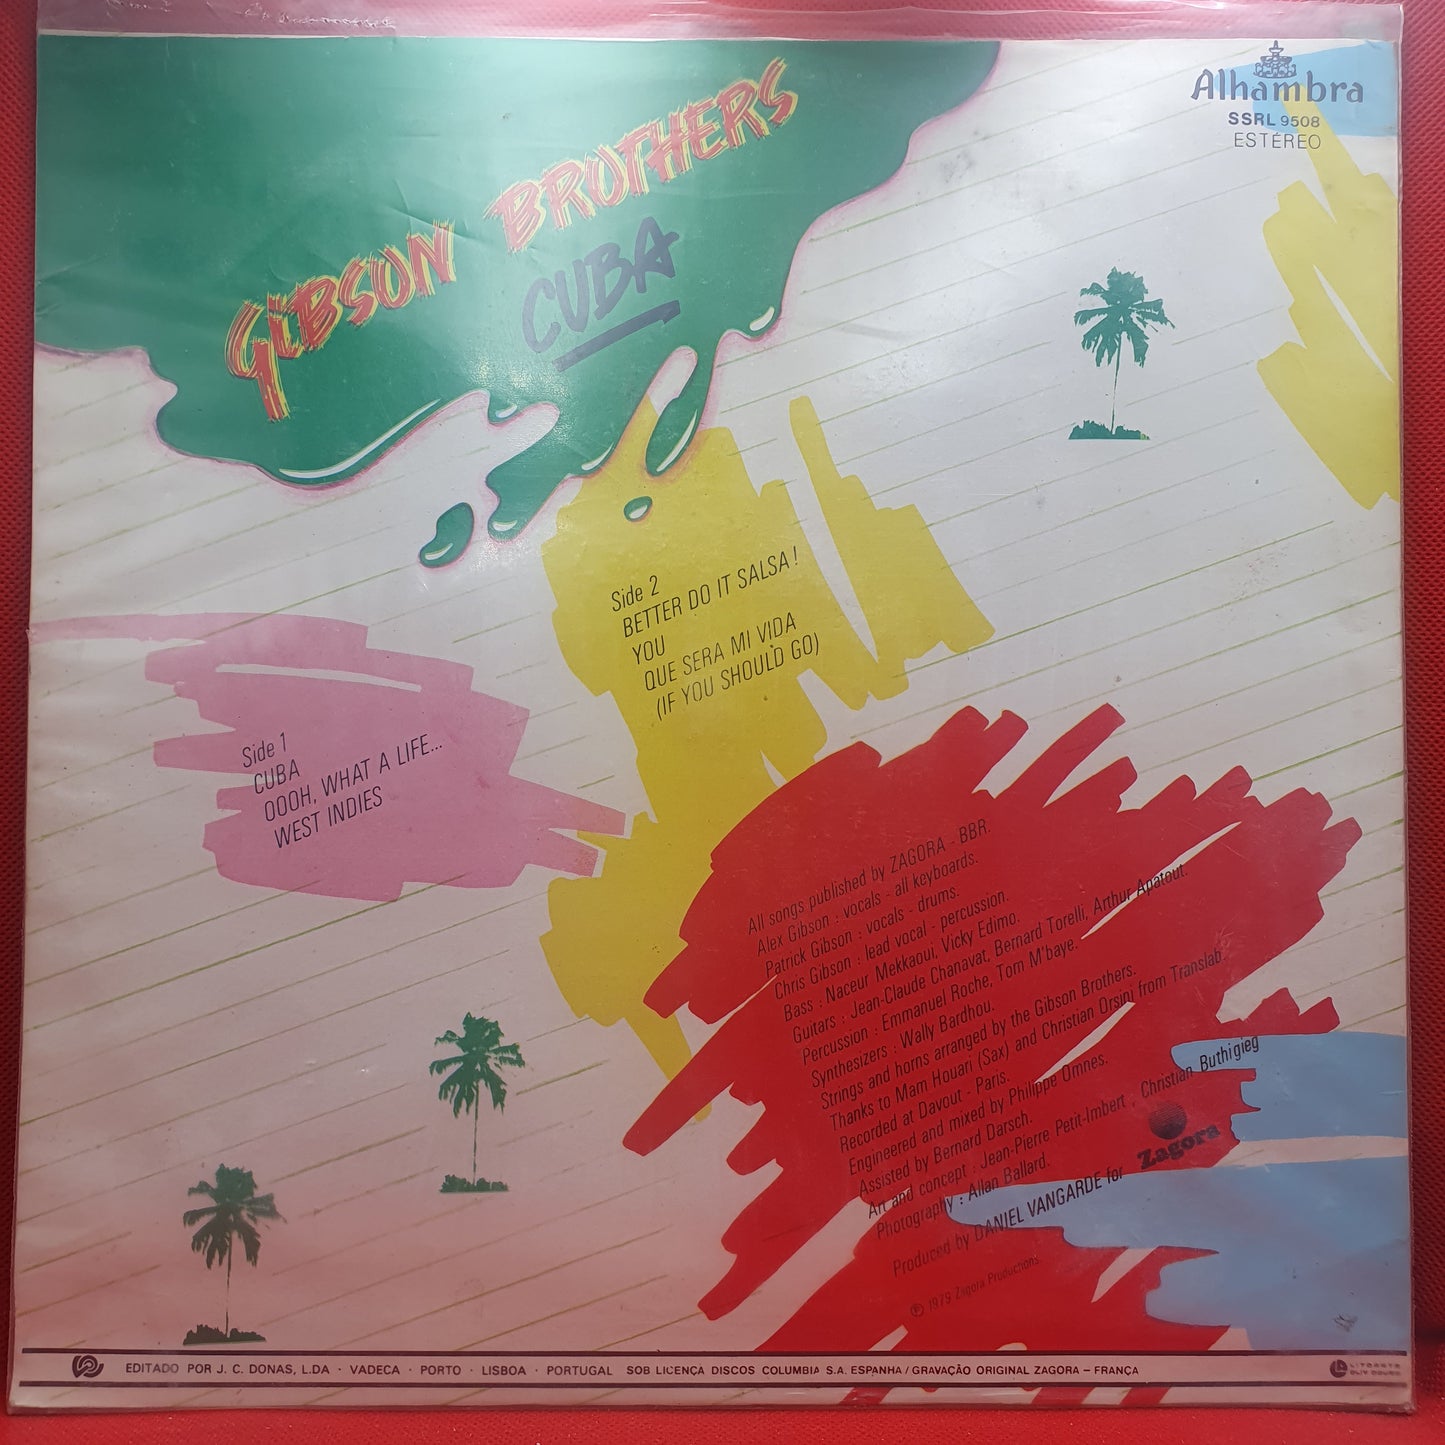 GIBSON BROTHERS
CUBA
Alhambra
SSRL 9508
ESTÉREO
Side 2
BETTER DO IT SALSA!
YOU
QUE SERA MI VIDA
(IF YOU SHOULD GO)
Side 1
CUBA
OOOH, WHAT A LIFE...
WEST INDIES
All songs published by ZAGORA - BBR.
Alex Gibson : vocals - all keyboards.
Patrick Gibson : vocals - drums.
Chris Gibson : lead vocal - percussion.
Bass : Naceur Mekkaoui, Vicky Edimo.
Guitars : Jean-Claude Chanavat, Bernard Torelli, Arthur Apatout.
Percussion : Emmanuel Roche, Tom M'baye.
Synthesizers : Wally Bardhou.
Strings and horns arranged by the Gibson Brothers.
Thanks to Mam Houari (Sax) and Christian Orsini from Translab.
Recorded at Davout - Paris.
Engineered and mixed by Philippe Omnes.
Assisted by Bernard Darsch.
Art and concept : Jean-Pierre Petit-Imbert, Christian Buthigieg
Photography : Allan Ballard.
Produced by DANIEL VANGARDE for Zagora
℗ 1979 Zagora Productions.
EDITADO POR J. C. DONAS, L.DA · VADECA · PORTO · LISBOA · PORTUGAL SOB LICENÇA DISCOS COLUMBIA S.A. ESPANHA / GRAVAÇÃO ORIGINAL ZAGORA – FRANÇA